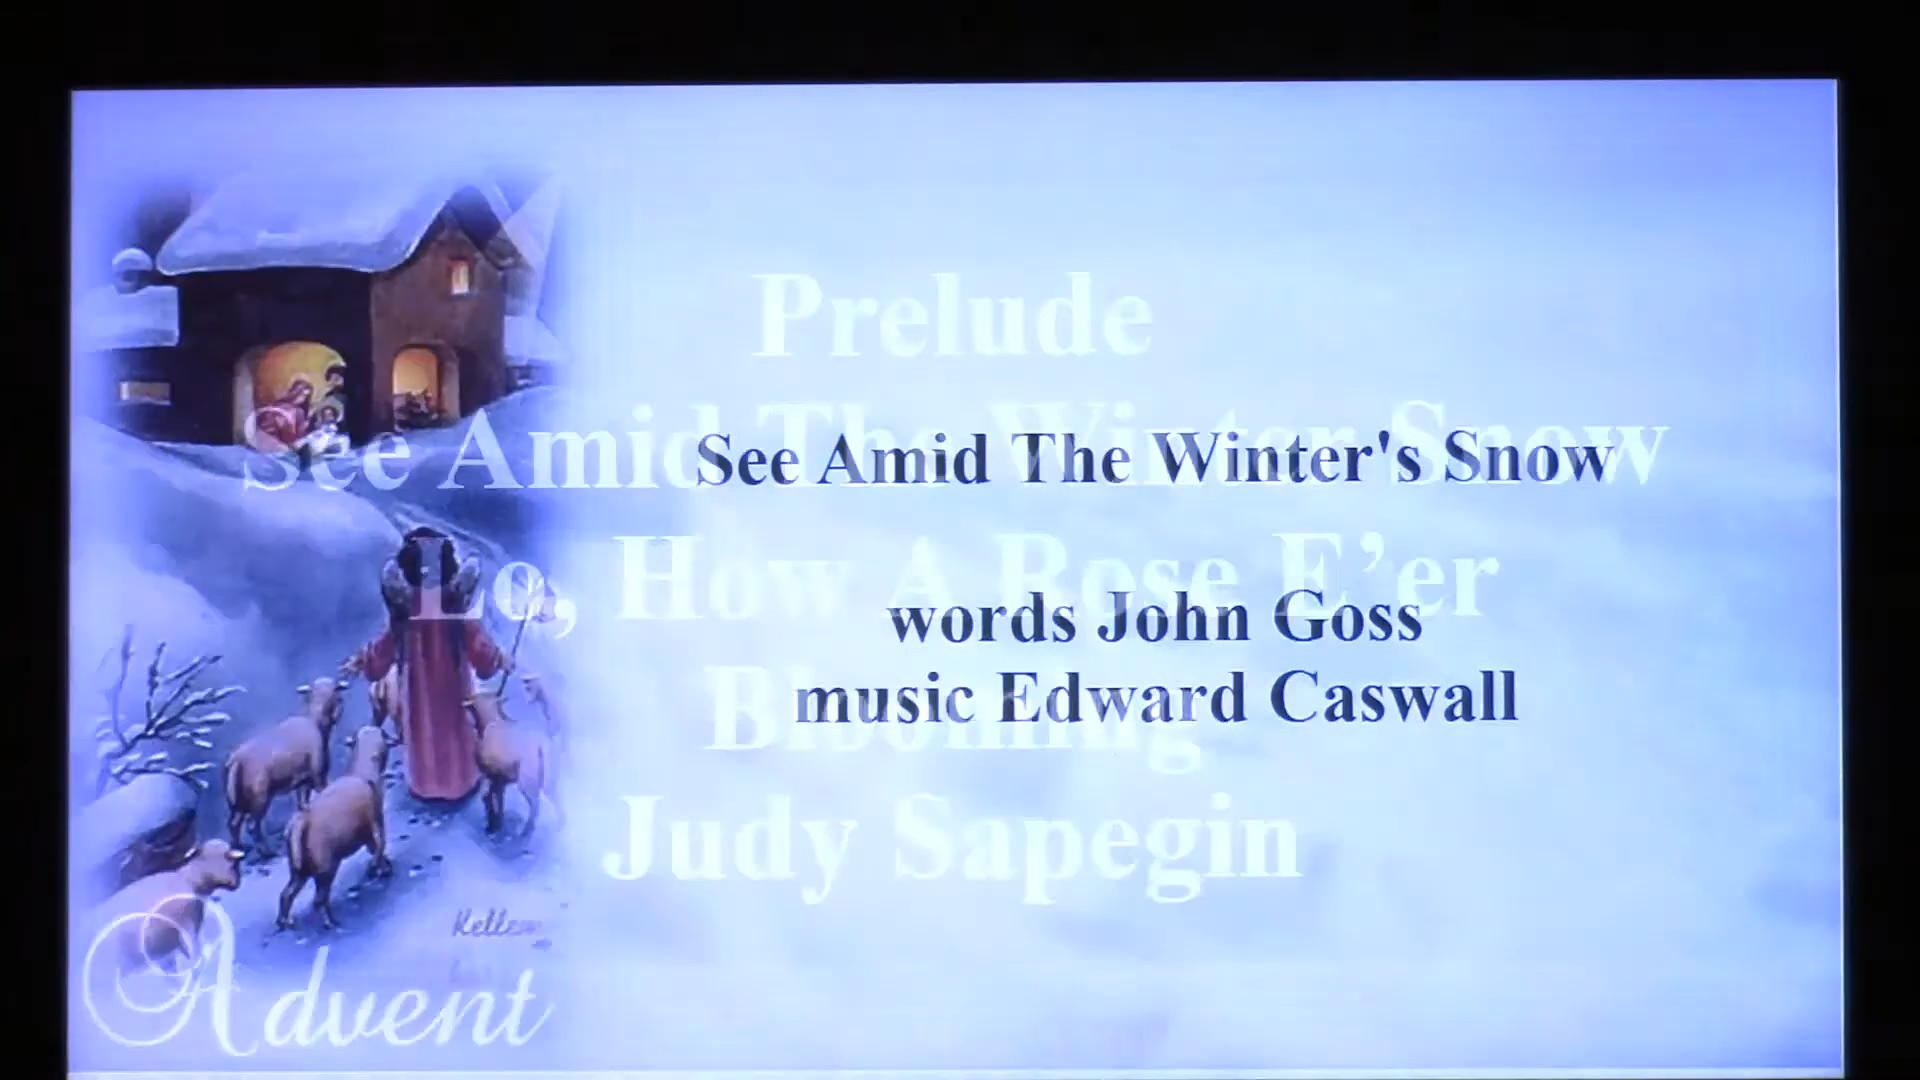 Prelude
See Amid The Winter Snow
See Amid The Winter's Snow
Lo, How A Rose E’er
words John Goss
Blooming
music Edward Caswall
Judy Sapegin
Keller
Advent